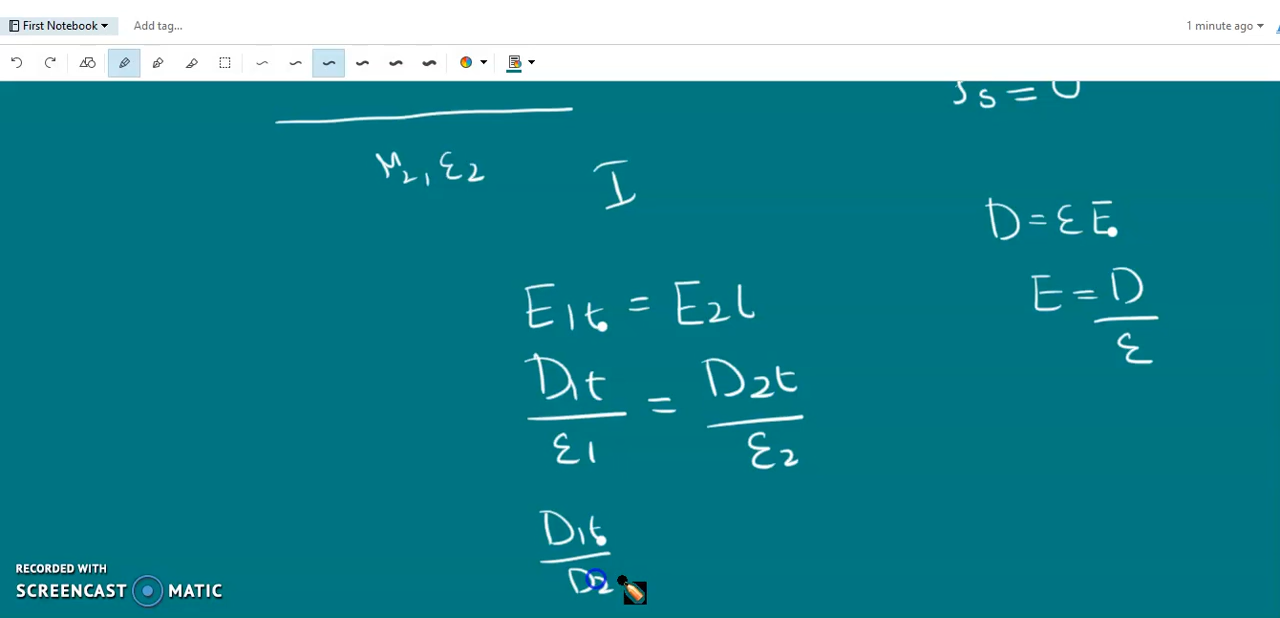 First Notebook Add tag... 1 minute ago
= 0
μ2, ε2
I
D = εE
E1t = E2t
E = D
ε
D1t = D2t
ε1 ε2
D1t
D2
RECORDED WITH
SCREENCAST MATIC